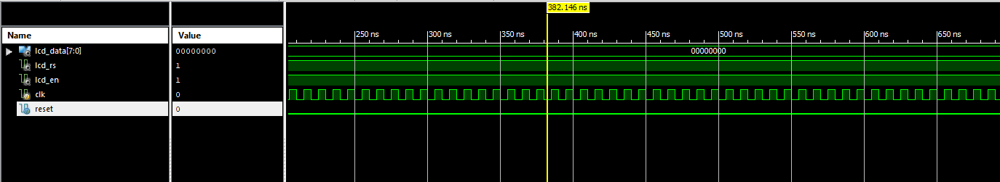 382.146 ns
Name Value
250 ns 300 ns 350 ns 400 ns 450 ns 500 ns 550 ns 600 ns 650 ns
lcd_data[7:0] 00000000 00000000
lcd_rs 1
lcd_en 1
clk 0
reset 0